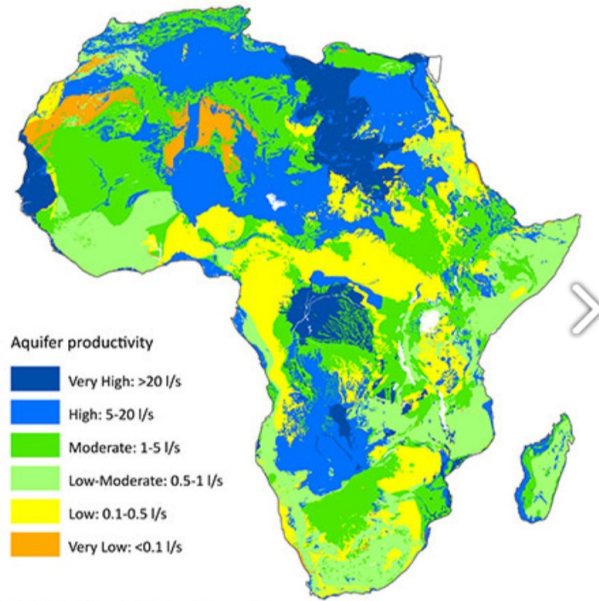 Aquifer productivity
Very High: >20 l/s
High: 5-20 l/s
Moderate: 1-5 l/s
Low-Moderate: 0.5-1 l/s
Low: 0.1-0.5 l/s
Very Low: <0.1 l/s